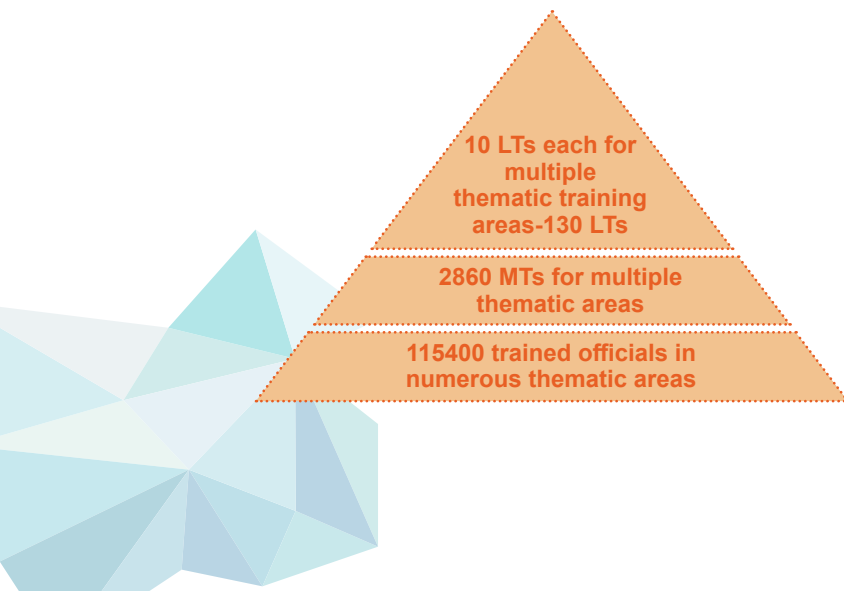 10 LTs each for
multiple
thematic training
areas-130 LTs
2860 MTs for multiple
thematic areas
115400 trained officials in
numerous thematic areas